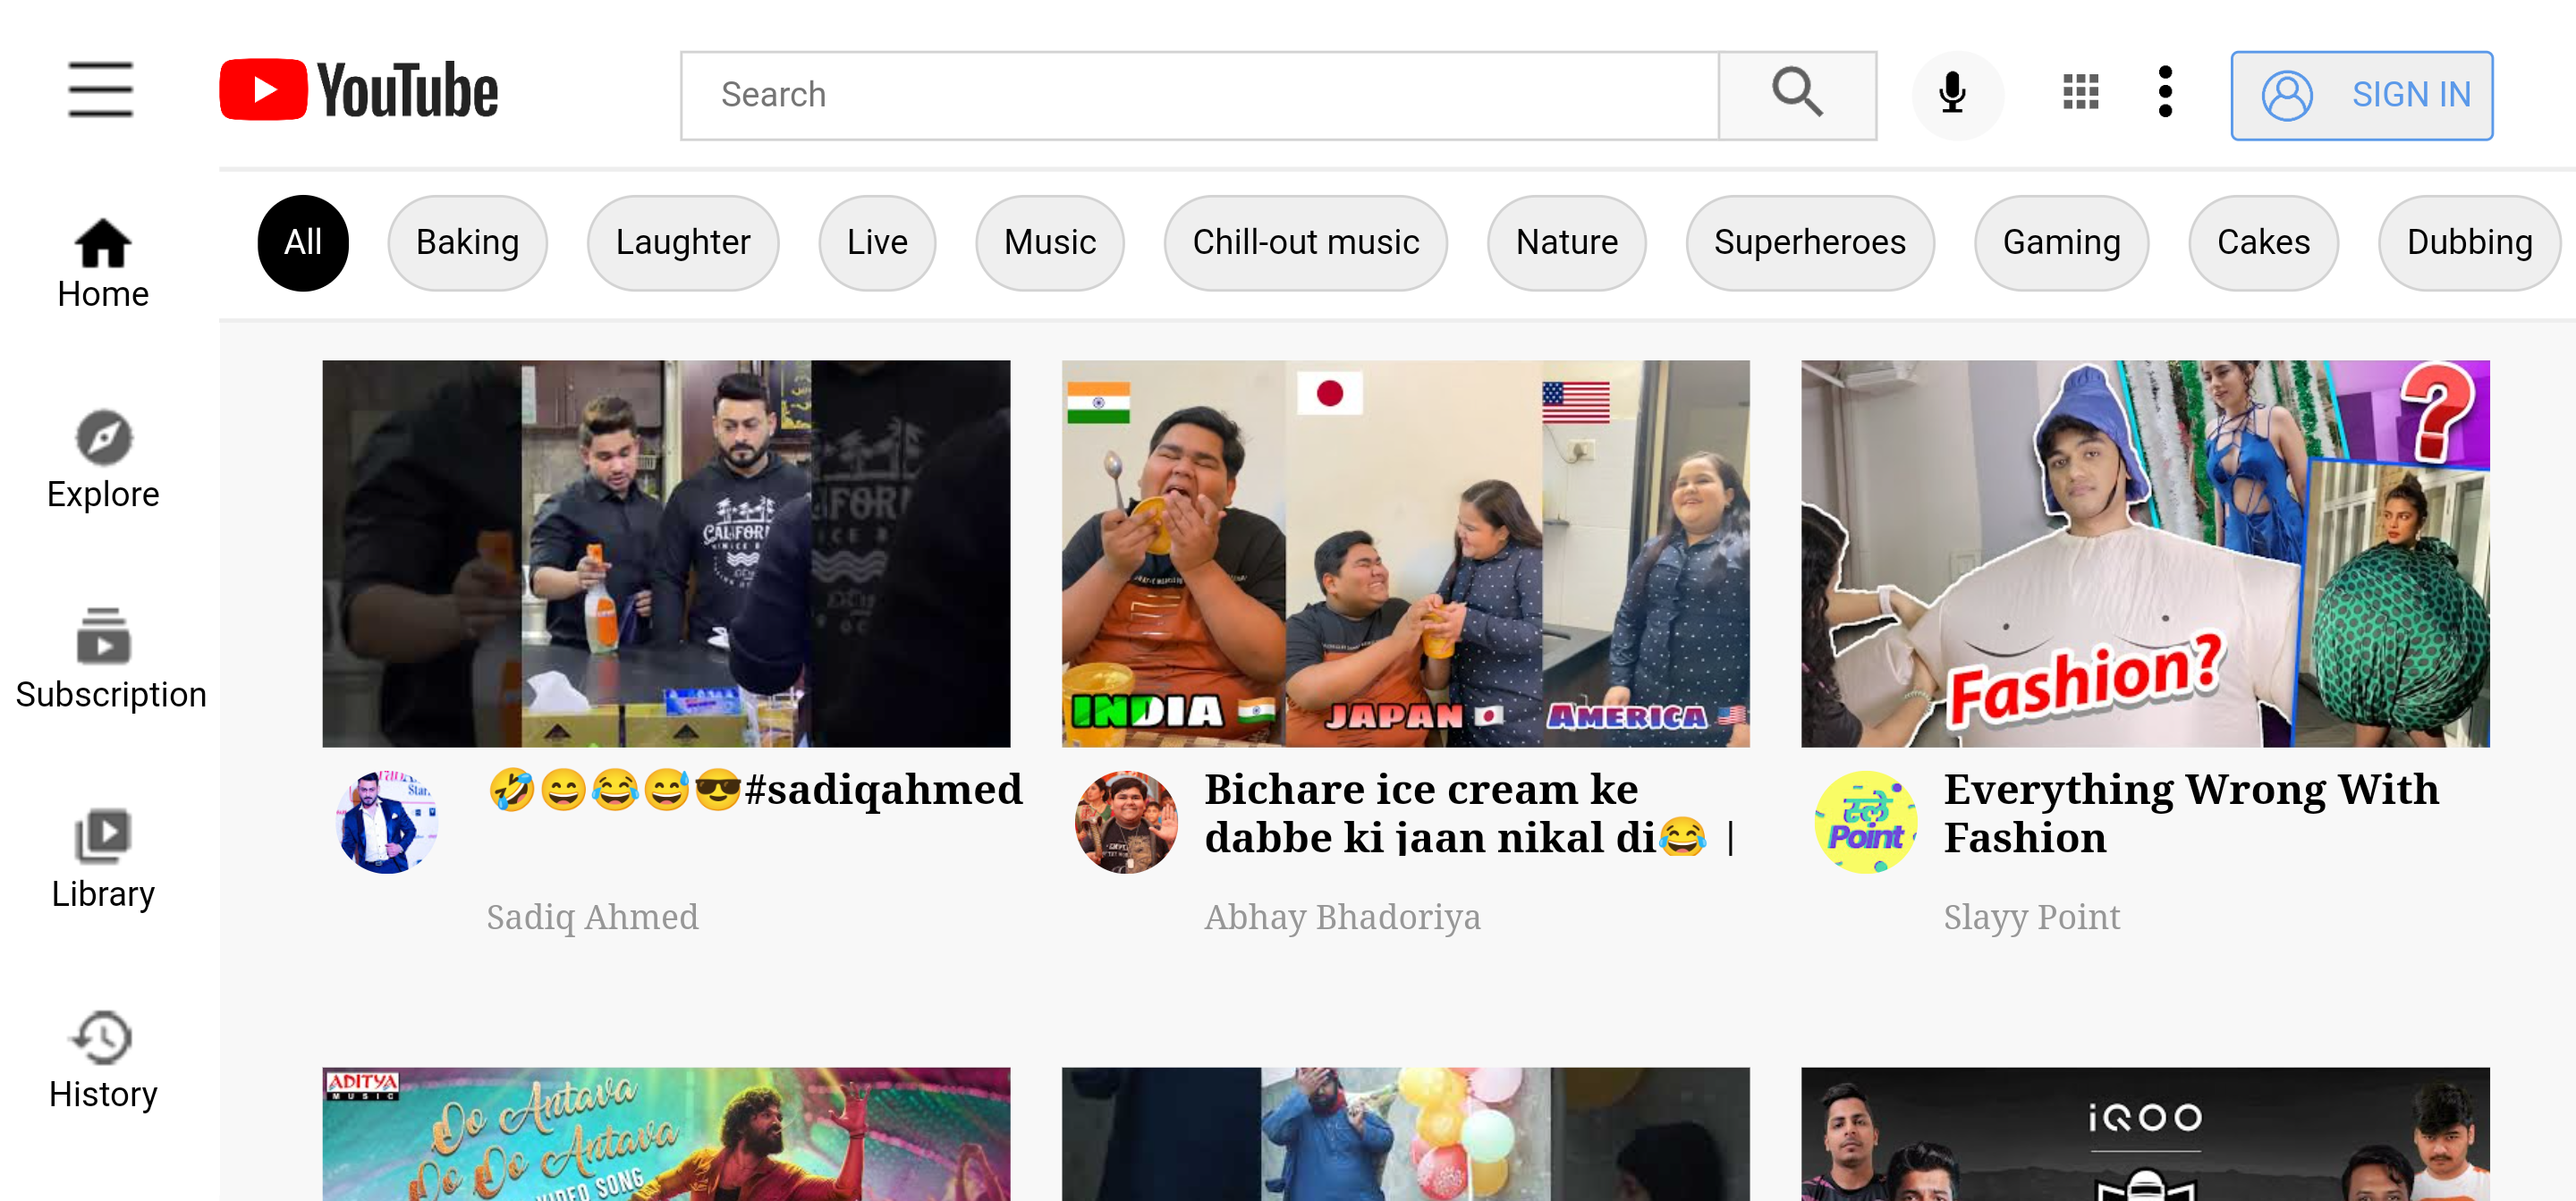 YouTube
Search
SIGN IN
All
Baking
Laughter
Live
Music
Chill-out music
Nature
Superheroes
Gaming
Cakes
Dubbing
Home
Explore
Subscription
Library
History
CALIFOR
INDIA 🇮🇳
JAPAN 🇯🇵
AMERICA 🇺🇸
?
Fashion?
🤣😄😂😅😎#sadiqahmed
Sadiq Ahmed
Bichare ice cream ke
dabbe ki jaan nikal di😂 |
Abhay Bhadoriya
स्ले
Point
Everything Wrong With
Fashion
Slayy Point
ADITYA
MUSIC
Oo Antava
Oo Oo Antava
VIDEO SONG
iQOO